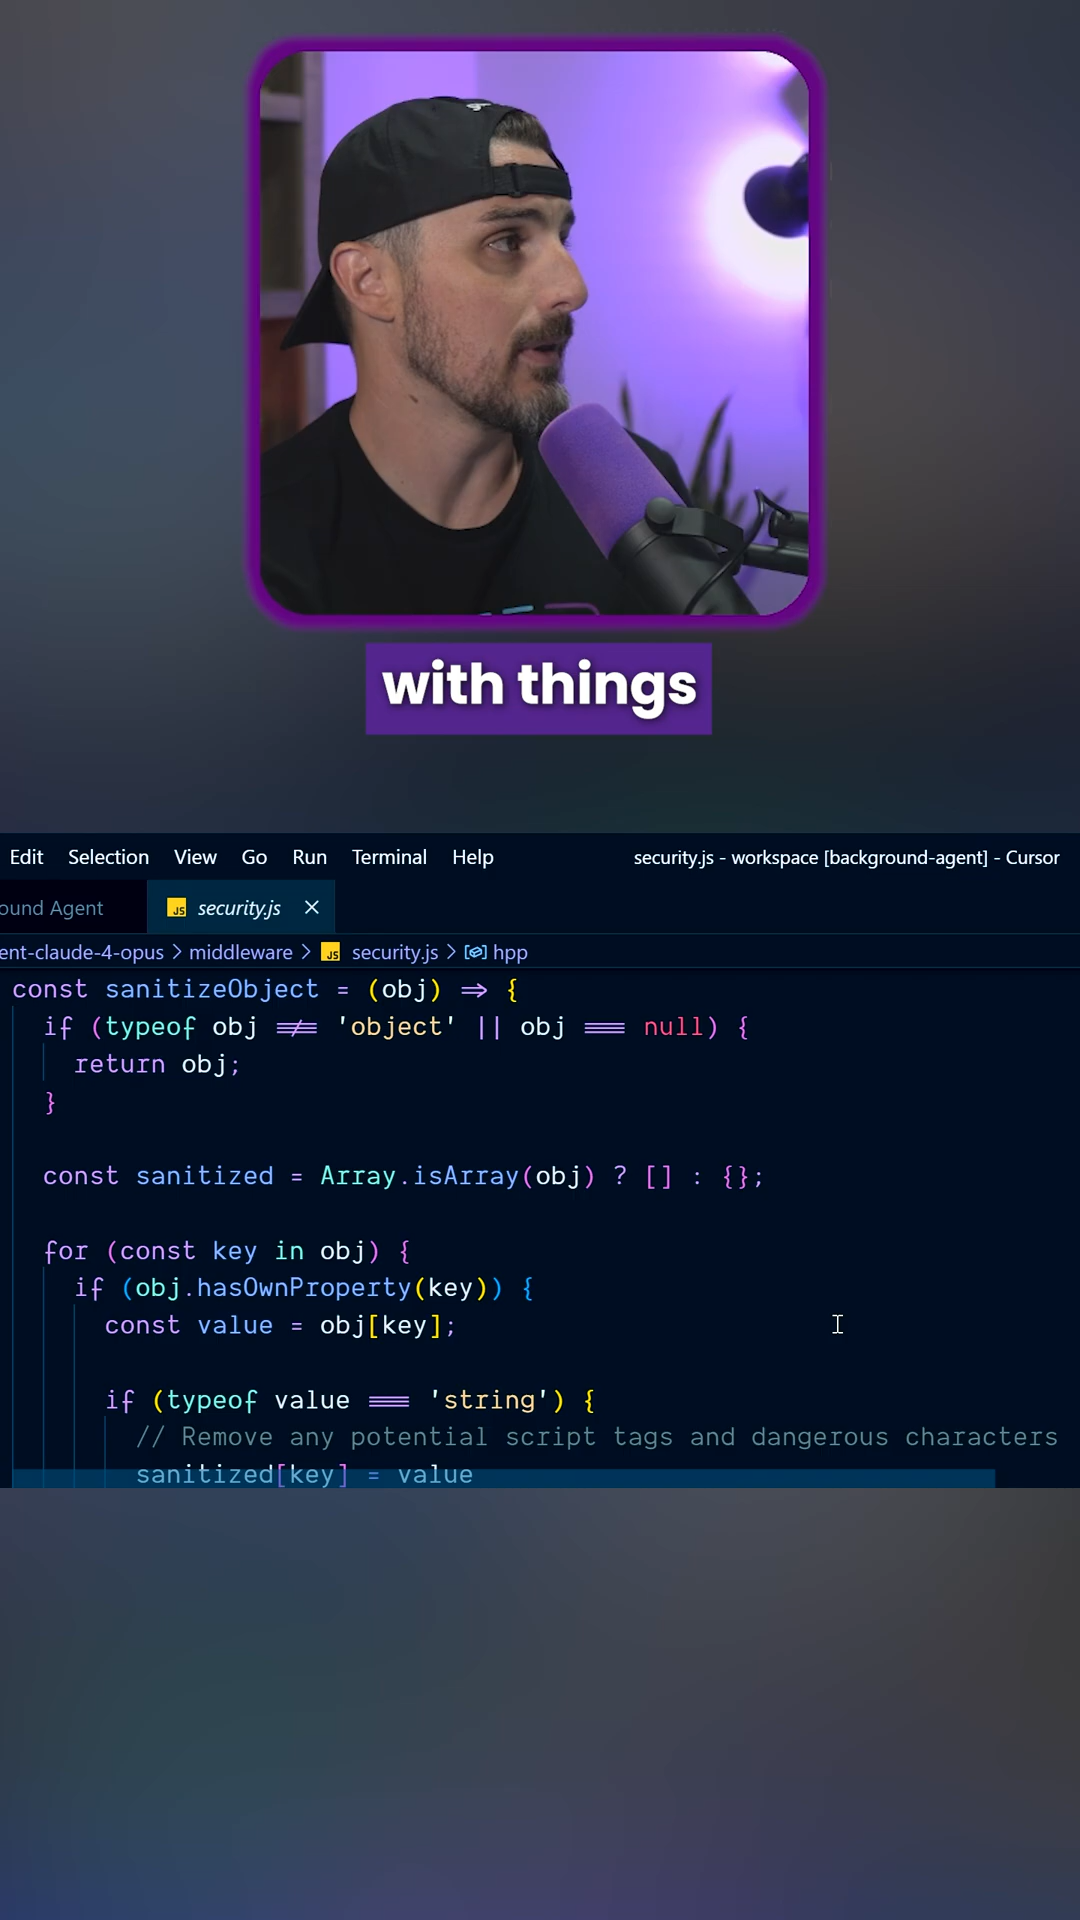 with things
Edit Selection View Go Run Terminal Help security.js - workspace [background-agent] - Cursor
ound Agent JS security.js ×
ent-claude-4-opus > middleware > JS security.js > hpp
const sanitizeObject = (obj) => {
if (typeof obj !== 'object' || obj === null) {
return obj;
}
const sanitized = Array.isArray(obj) ? [] : {};
for (const key in obj) {
if (obj.hasOwnProperty(key)) {
const value = obj[key];
if (typeof value === 'string') {
// Remove any potential script tags and dangerous characters
sanitized[key] = value